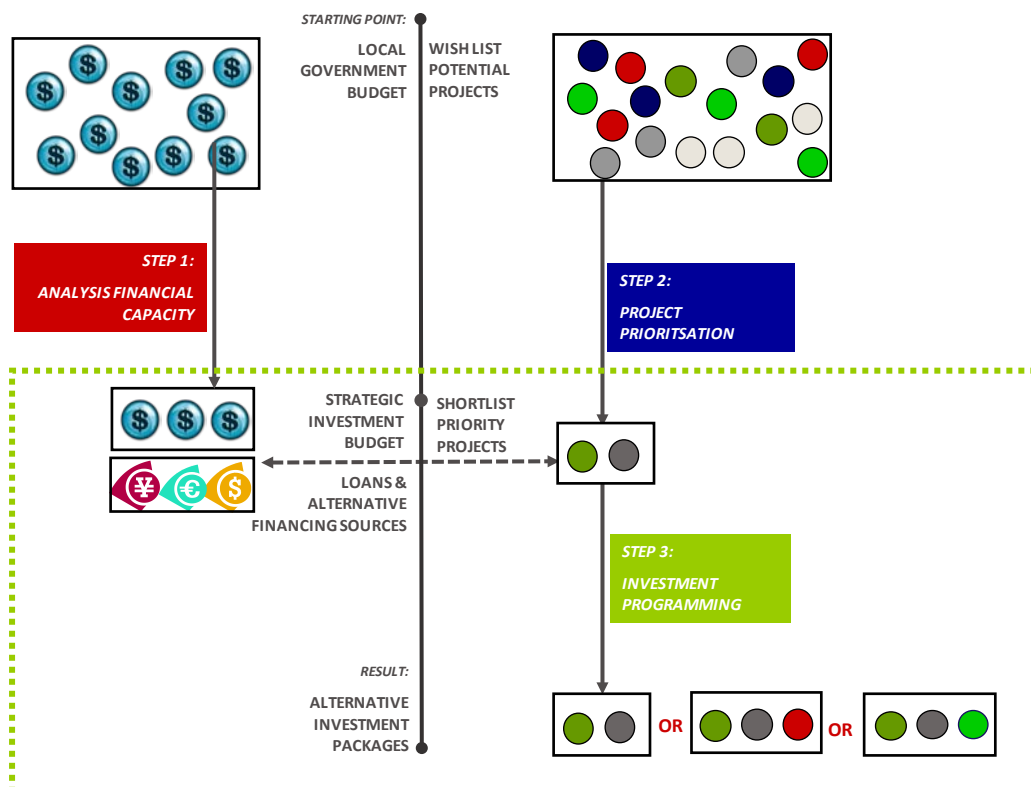 STARTING POINT:
LOCAL
GOVERNMENT
BUDGET
WISH LIST
POTENTIAL
PROJECTS
$ $ $ $ $ $ $ $ $ $ $ $
STEP 1:
ANALYSIS FINANCIAL
CAPACITY
STEP 2:
PROJECT
PRIORITSATION
STRATEGIC
INVESTMENT
BUDGET
SHORTLIST
PRIORITY
PROJECTS
$ $ $
¥ € $
LOANS &
ALTERNATIVE
FINANCING SOURCES
STEP 3:
INVESTMENT
PROGRAMMING
RESULT:
ALTERNATIVE
INVESTMENT
PACKAGES
OR
OR